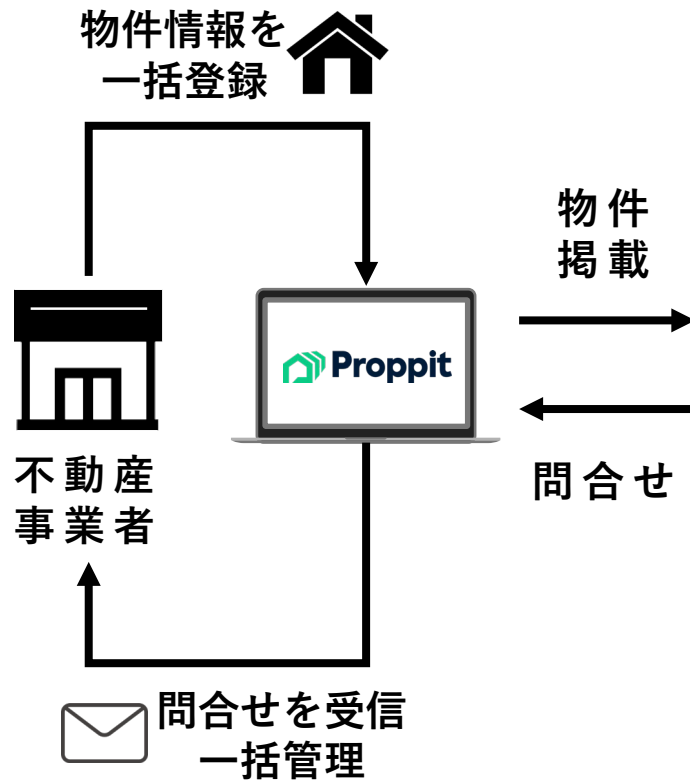 物件情報を
一括登録
物件
掲載
Proppit
不動産
事業者
問合せ
問合せを受信
一括管理